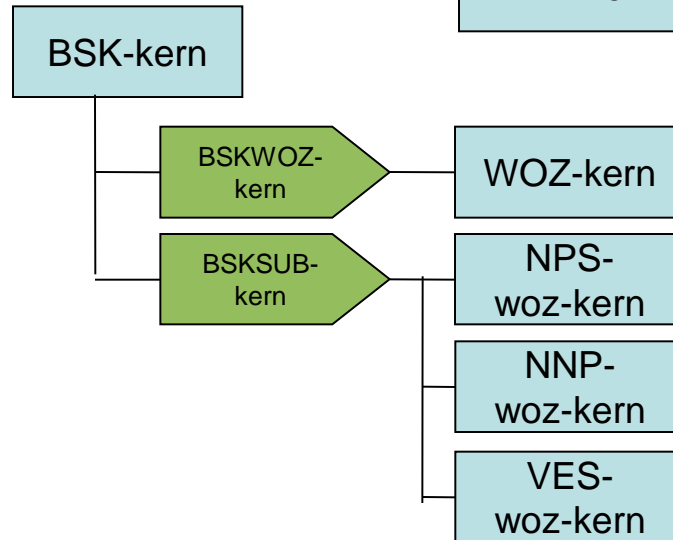 BSK-kern
BSKWOZ-
kern
WOZ-kern
BSKSUB-
kern
NPS-
woz-kern
NNP-
woz-kern
VES-
woz-kern